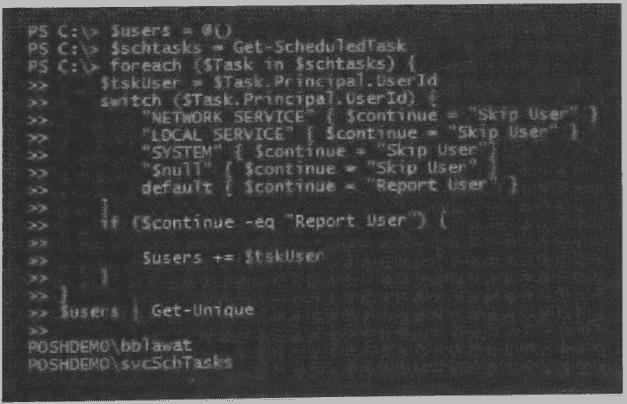 PS C:\> $users = @()
PS C:\> $schtasks = Get-ScheduledTask
PS C:\> foreach ($Task in $schtasks) {
>> $tskUser = $Task.Principal.UserId
>> switch ($Task.Principal.UserId) {
>> "NETWORK SERVICE" { $continue = "Skip User" }
>> "LOCAL SERVICE" { $continue = "Skip User" }
>> "SYSTEM" { $continue = "Skip User"}
>> "$null" { $continue = "Skip User" }
>> default { $continue = "Report User" }
>> }
>> if ($continue -eq "Report User") {
>>
>> $users += $tskUser
>> }
>> }
>> $users | Get-Unique
>>
POSHDEMO\bblawat
POSHDEMO\svcSchTasks